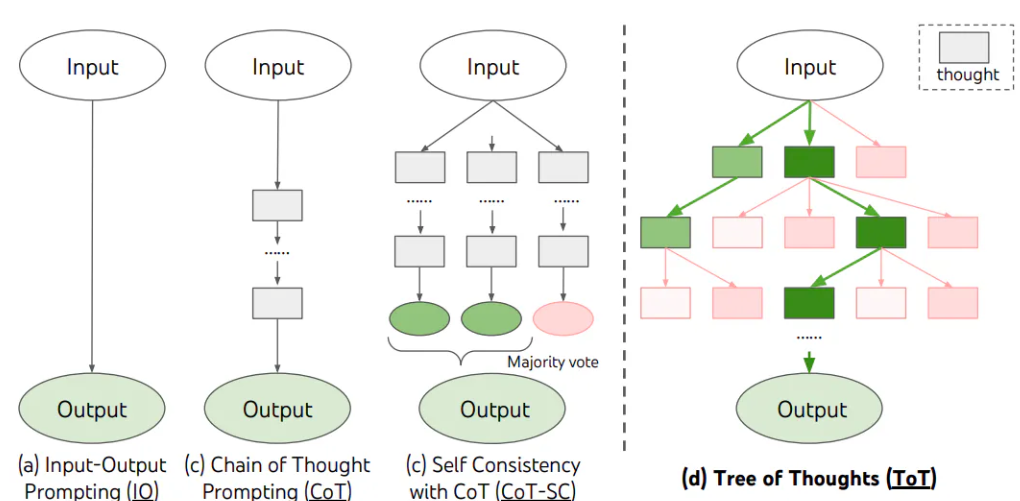 Input
Input
Input
Input
thought
......
......
......
......
......
Majority vote
Output
Output
Output
Output
(a) Input-Output
Prompting (IO)
(c) Chain of Thought
Prompting (CoT)
(c) Self Consistency
with CoT (CoT-SC)
(d) Tree of Thoughts (ToT)